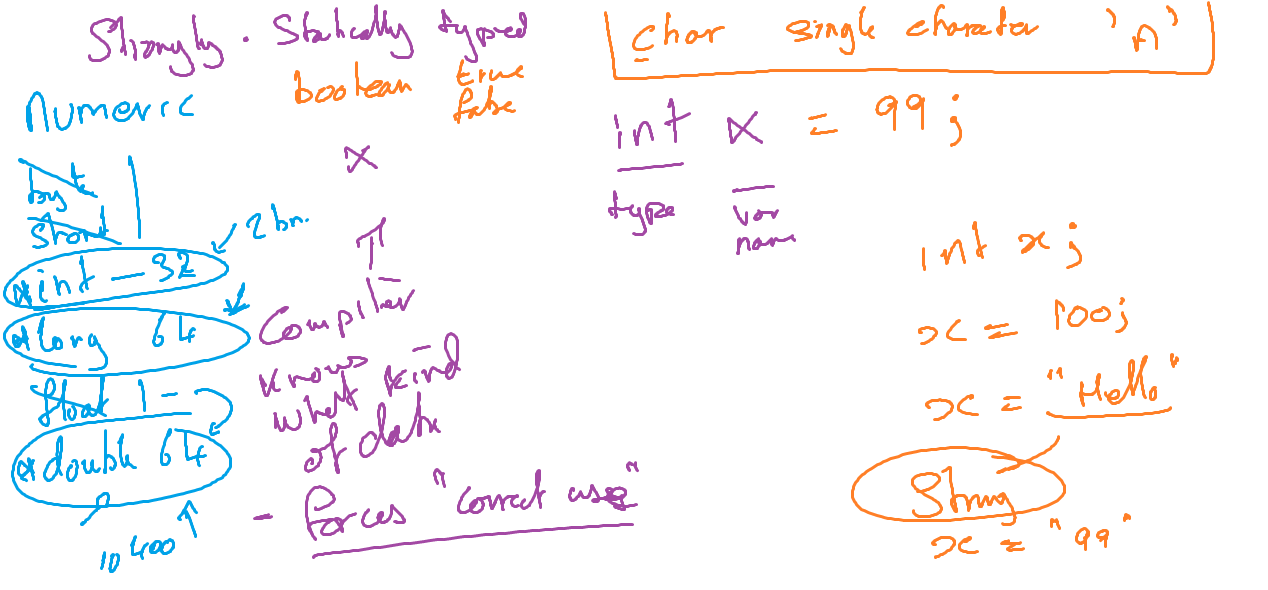 Strongly . Statically typed
char single character 'A'
boolean true
false
Numeric
int x = 99;
byt
short
type var
name
2 bn.
int - 32
int x;
long 64
Compiler
x = 100;
knows
what kind
of data
float
x = "Hello"
double 64
String
- forces "correct use"
10 400
x = "99"